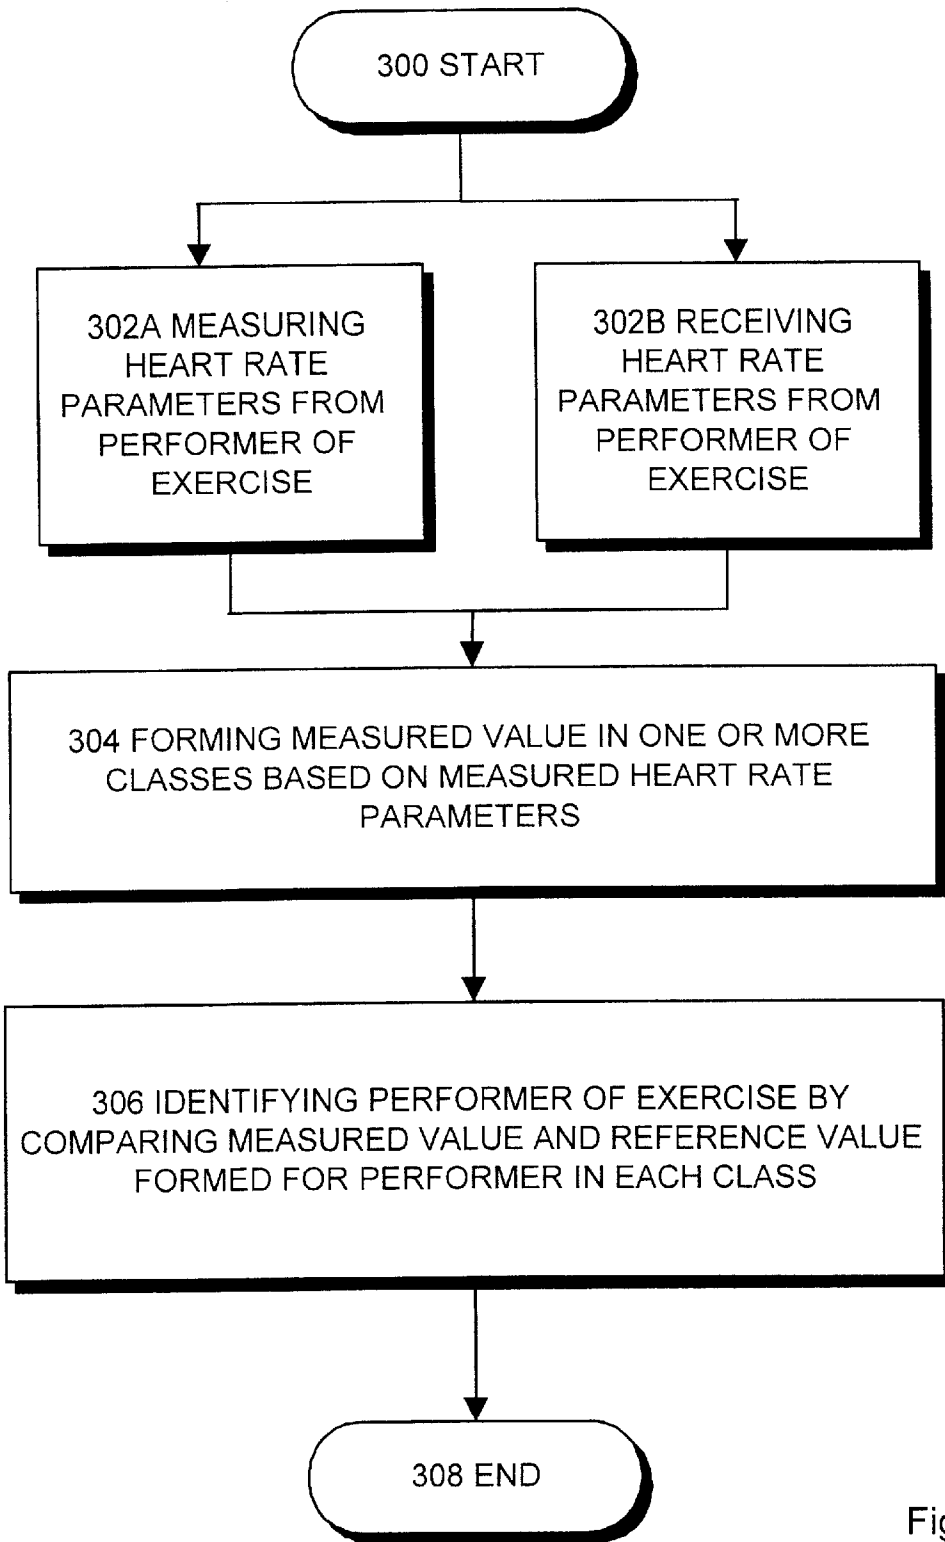 300 START
302A MEASURING
HEART RATE
PARAMETERS FROM
PERFORMER OF
EXERCISE
302B RECEIVING
HEART RATE
PARAMETERS FROM
PERFORMER OF
EXERCISE
304 FORMING MEASURED VALUE IN ONE OR MORE
CLASSES BASED ON MEASURED HEART RATE
PARAMETERS
306 IDENTIFYING PERFORMER OF EXERCISE BY
COMPARING MEASURED VALUE AND REFERENCE VALUE
FORMED FOR PERFORMER IN EACH CLASS
308 END
Fig